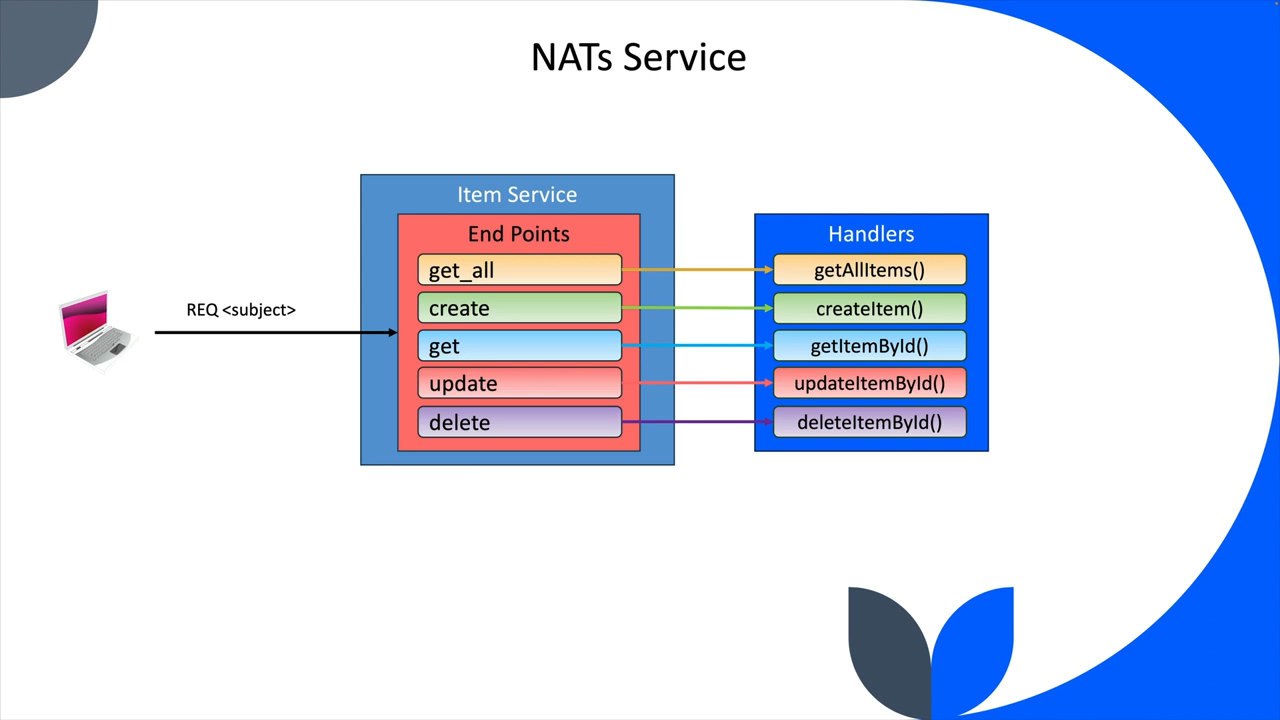 NATs Service
Item Service
End Points
Handlers
get_all
getAllItems()
create
createItem()
REQ <subject>
get
getItemById()
update
updateItemById()
delete
deleteItemById()